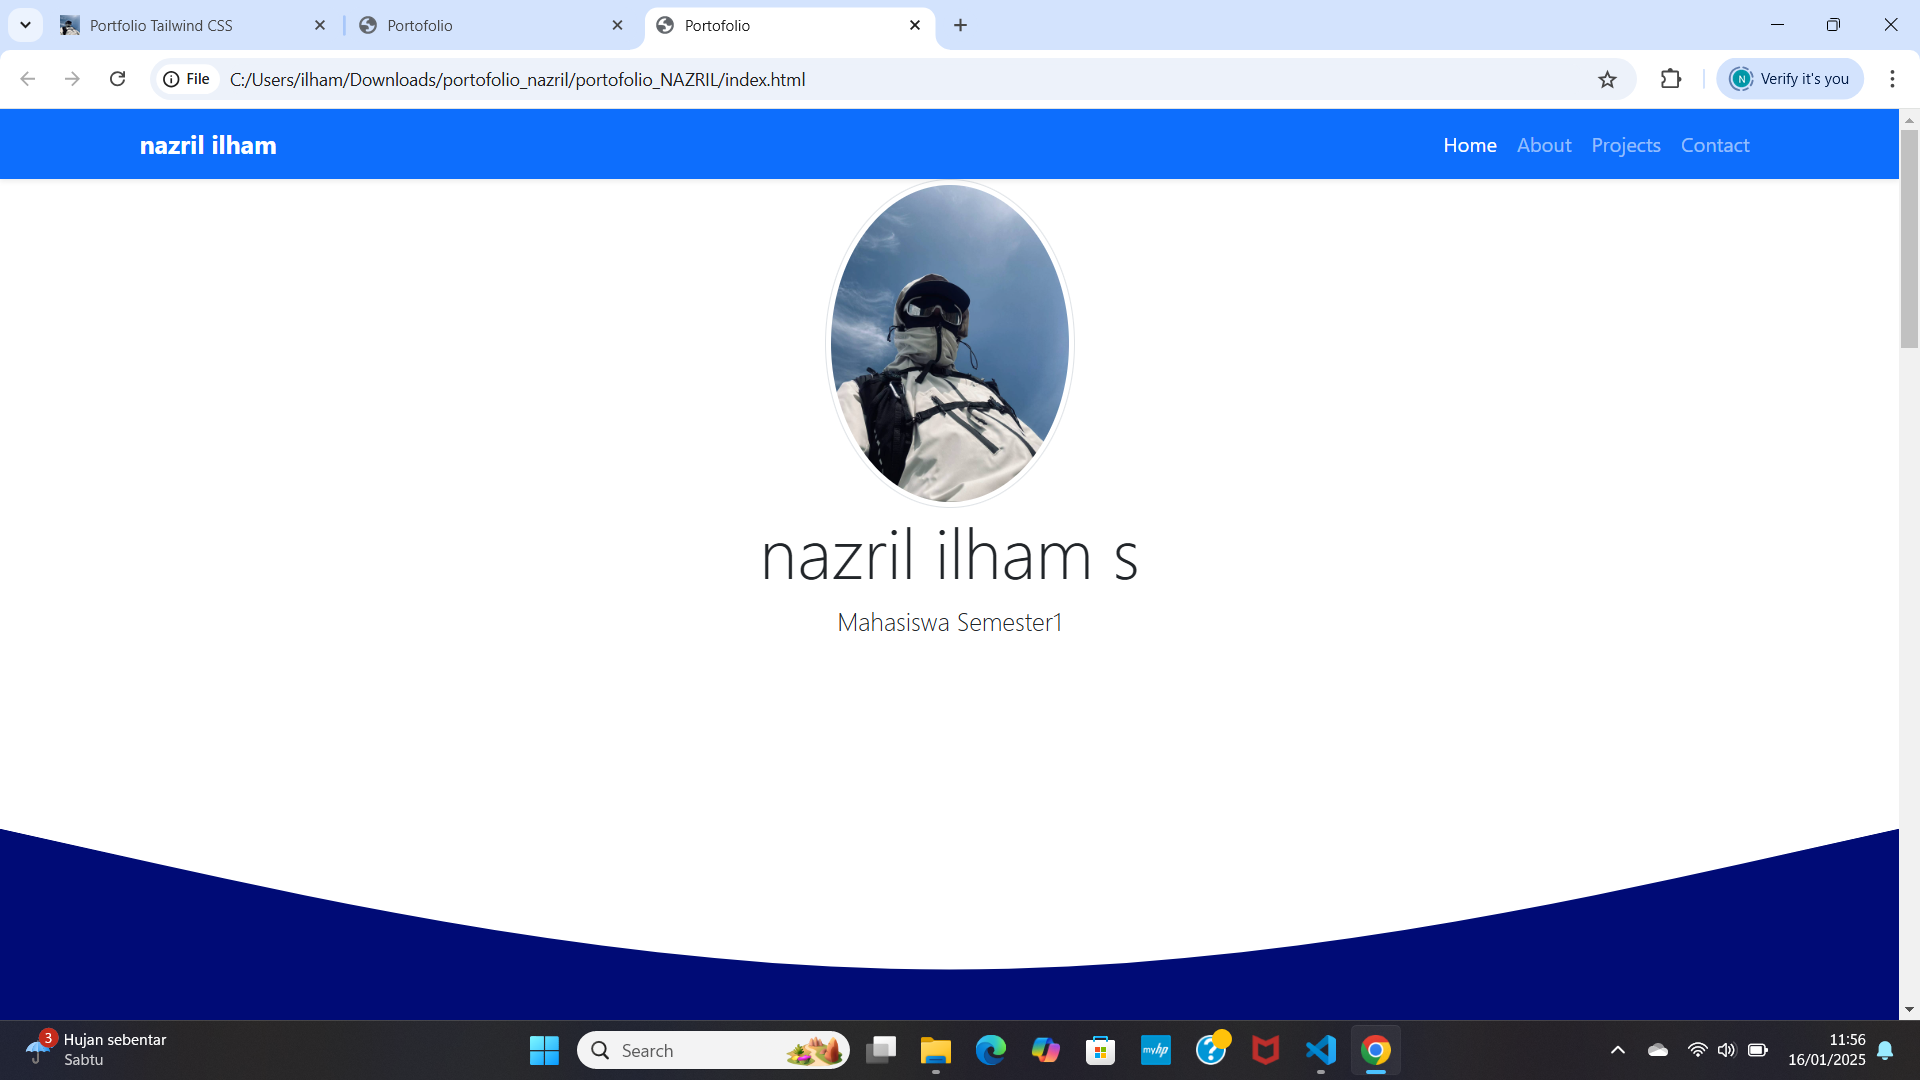 Portfolio Tailwind CSS
Portofolio
Portofolio
File
C:/Users/ilham/Downloads/portofolio_nazril/portofolio_NAZRIL/index.html
N
Verify it's you
nazril ilham
Home About Projects Contact
nazril ilham s
Mahasiswa Semester1
3
Hujan sebentar
Sabtu
Search
myhp
?
11:56
16/01/2025